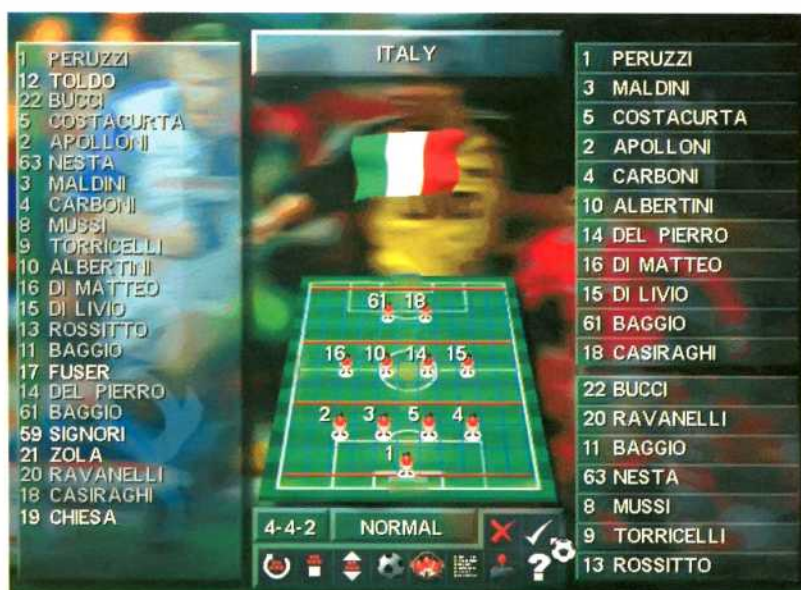 1 PERUZZI
12 TOLDO
22 BUCCI
5 COSTACURTA
2 APOLLONI
63 NESTA
3 MALDINI
4 CARBONI
8 MUSSI
9 TORRICELLI
10 ALBERTINI
16 DI MATTEO
15 DI LIVIO
13 ROSSITTO
11 BAGGIO
17 FUSER
14 DEL PIERRO
61 BAGGIO
59 SIGNORI
21 ZOLA
20 RAVANELLI
18 CASIRAGHI
19 CHIESA
ITALY
61 18
16 10 14 15
2 3 5 4
1
4-4-2 NORMAL
?
1 PERUZZI
3 MALDINI
5 COSTACURTA
2 APOLLONI
4 CARBONI
10 ALBERTINI
14 DEL PIERRO
16 DI MATTEO
15 DI LIVIO
61 BAGGIO
18 CASIRAGHI
22 BUCCI
20 RAVANELLI
11 BAGGIO
63 NESTA
8 MUSSI
9 TORRICELLI
13 ROSSITTO